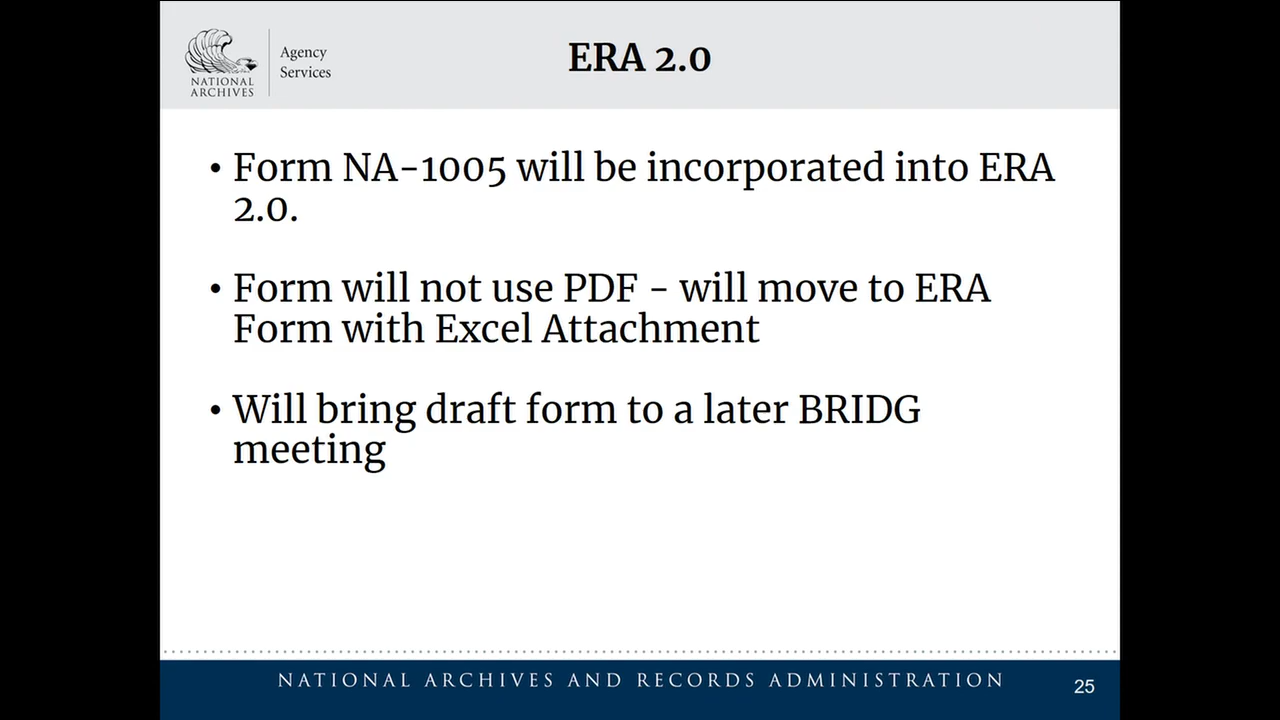 NATIONAL
ARCHIVES
Agency
Services
ERA 2.0
• Form NA-1005 will be incorporated into ERA
2.0.
• Form will not use PDF - will move to ERA
Form with Excel Attachment
• Will bring draft form to a later BRIDG
meeting
NATIONAL ARCHIVES AND RECORDS ADMINISTRATION
25